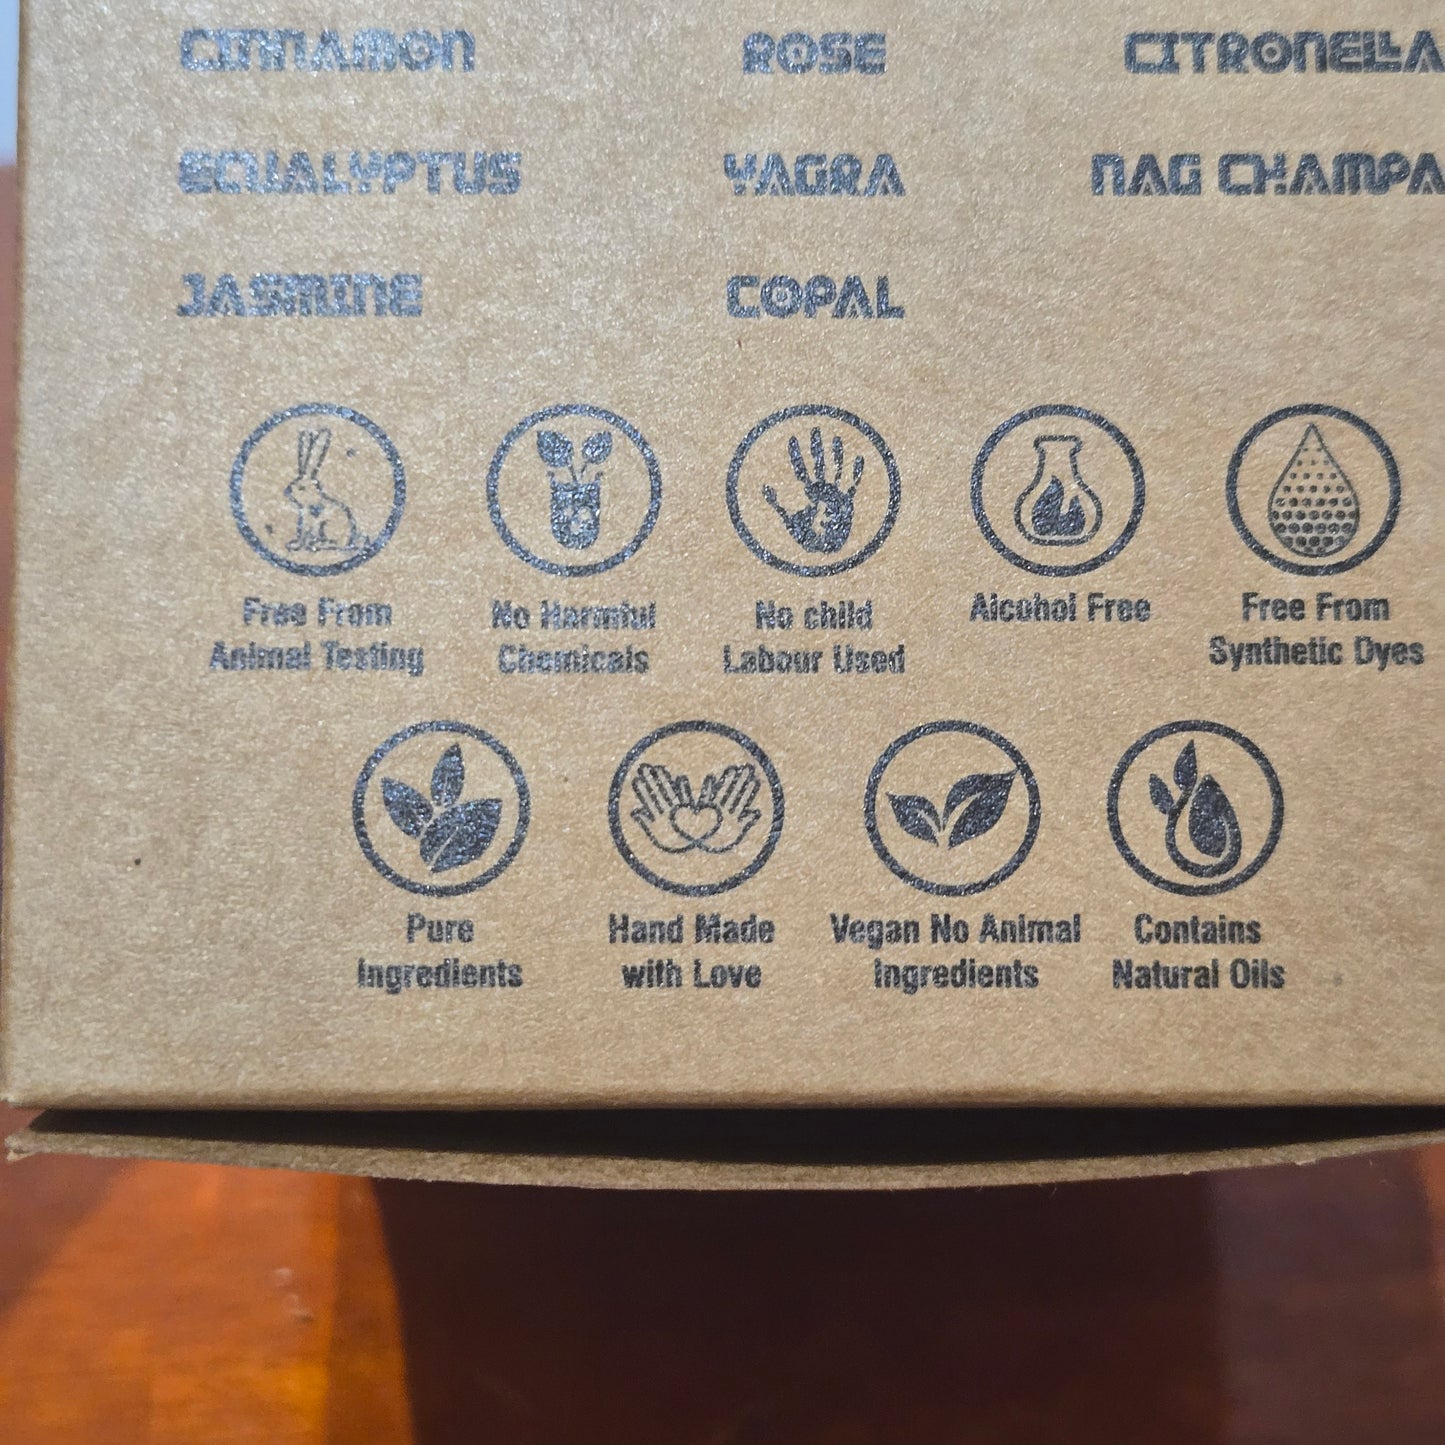 CINNAMON ROSE CITRONELLA
ECUALYPTUS YAGRA NAG CHAMPA
JASMINE COPAL
Free From No Harmful No child Alcohol Free Free From
Animal Testing Chemicals Labour Used Synthetic Dyes
Pure Hand Made Vegan No Animal Contains
Ingredients with Love Ingredients Natural Oils